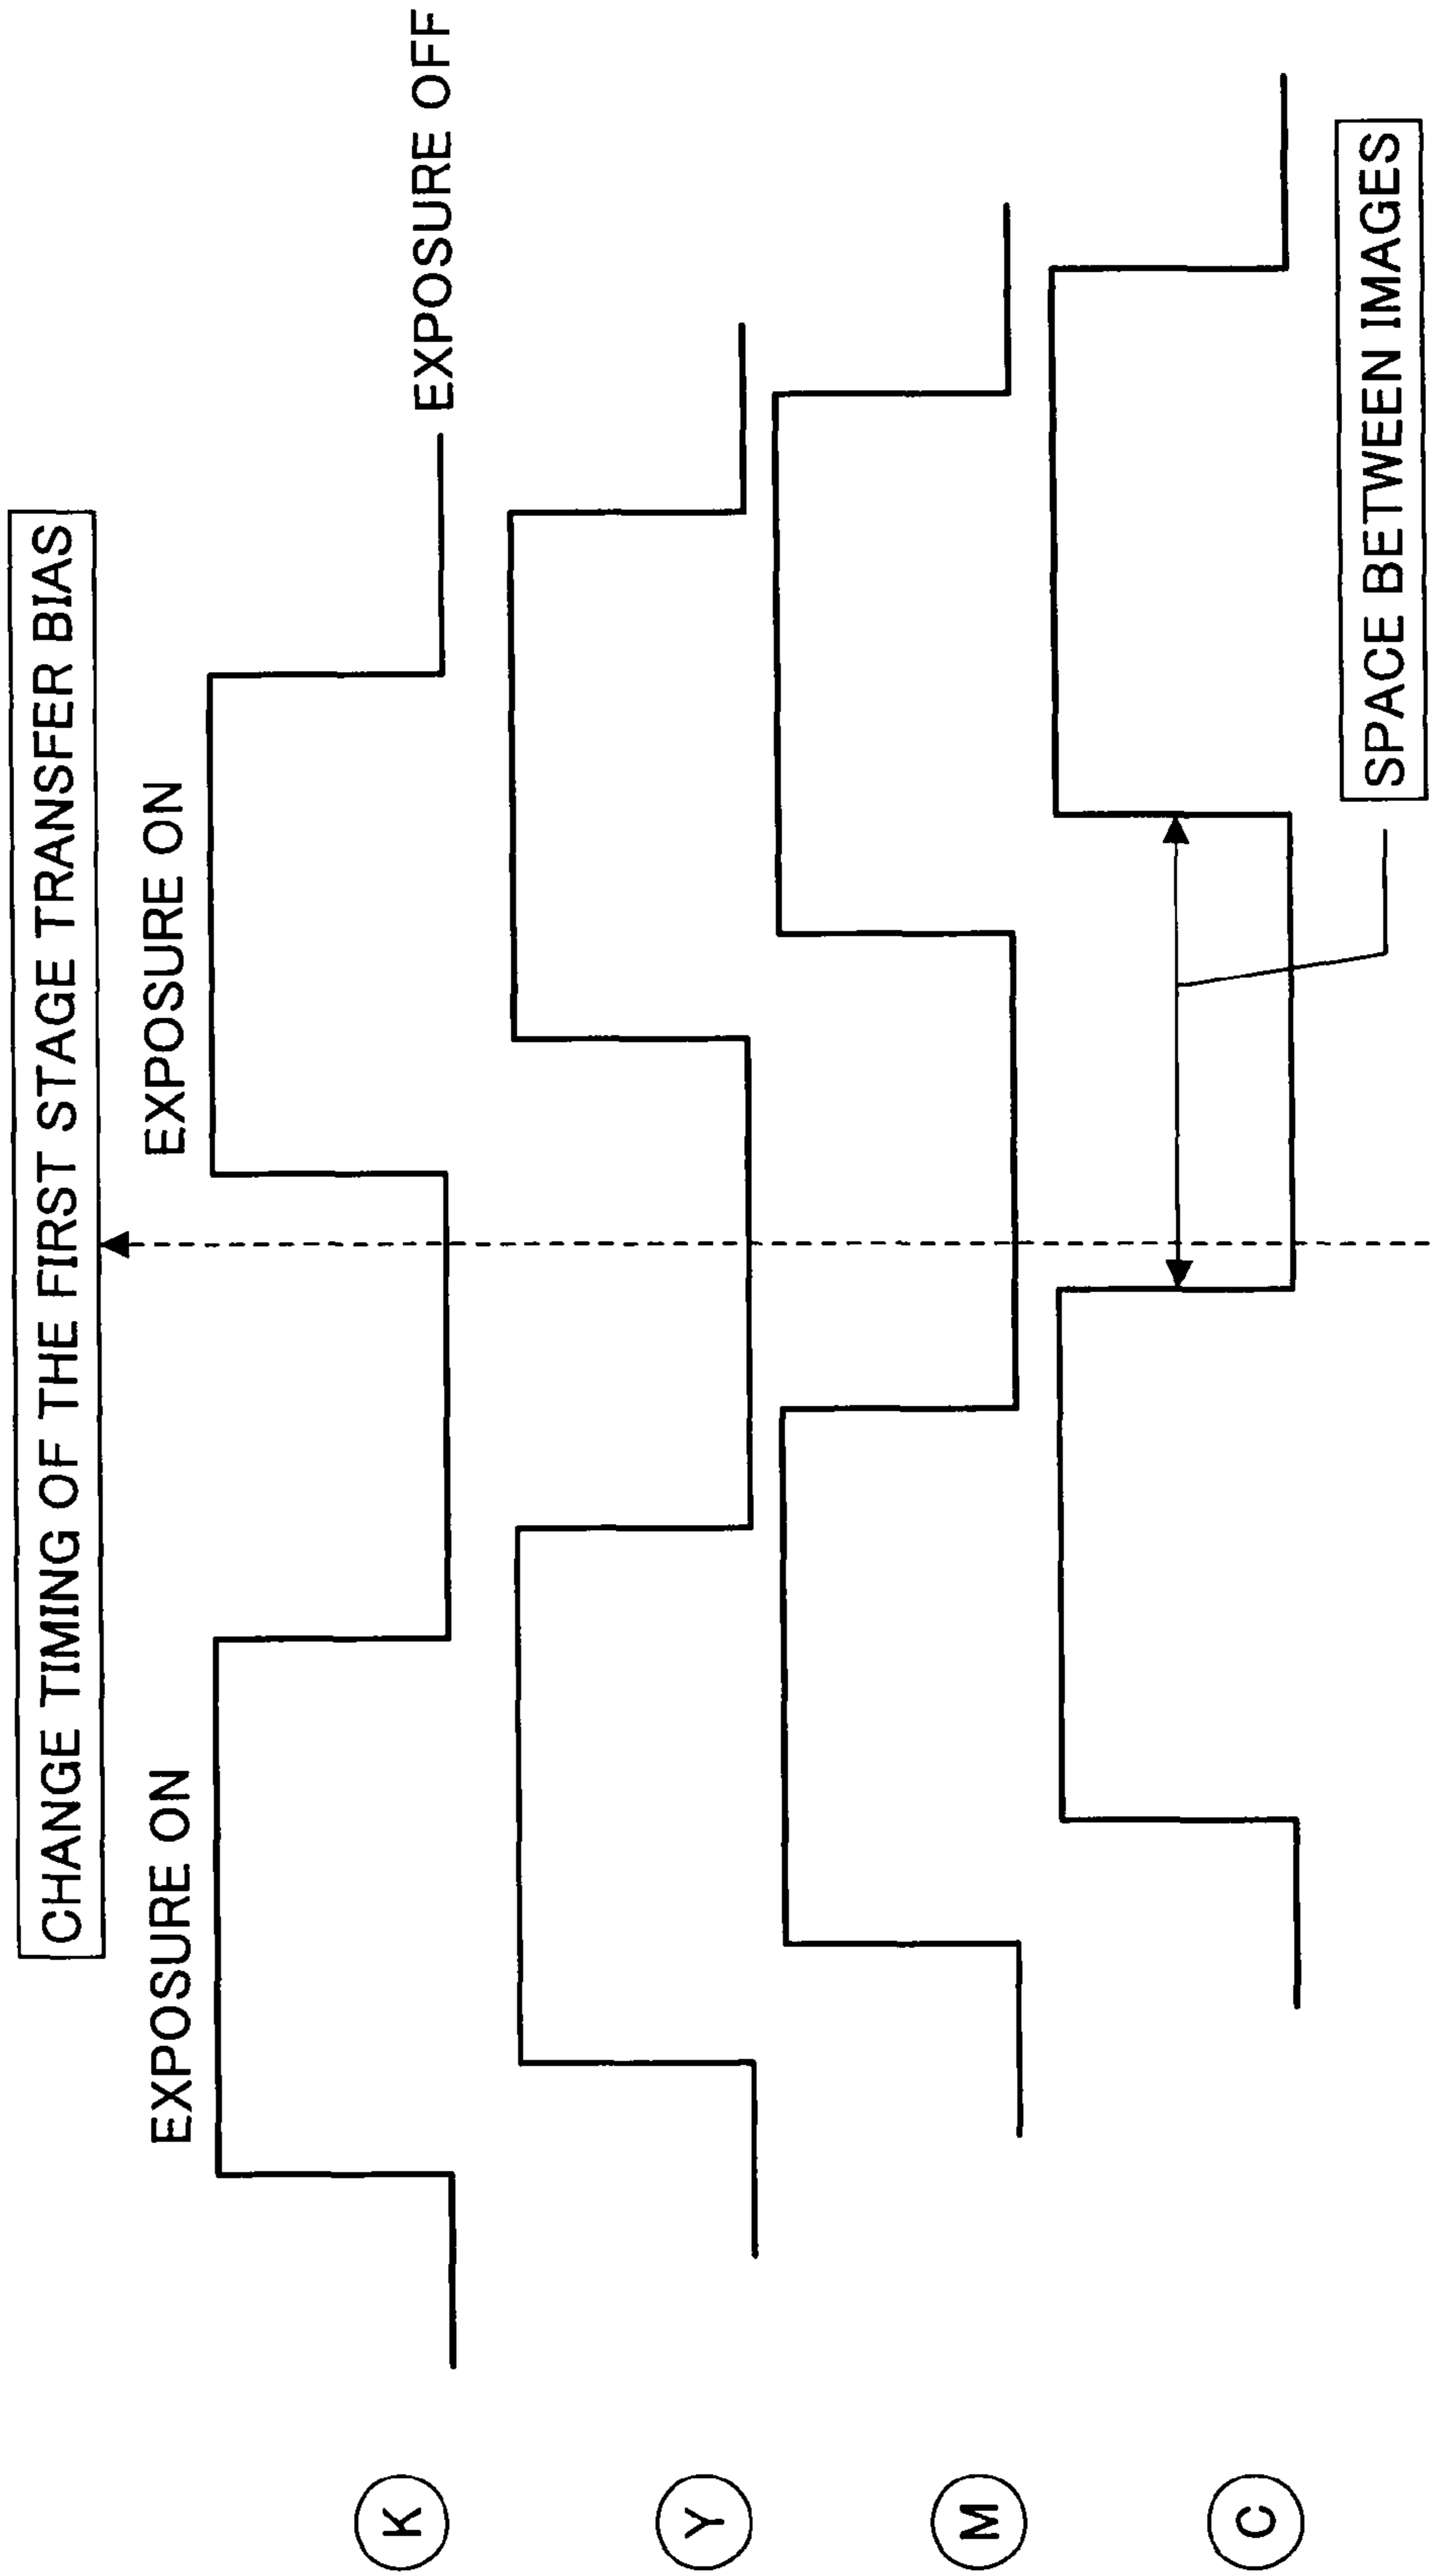 CHANGE TIMING OF THE FIRST STAGE TRANSFER BIAS
EXPOSURE ON
EXPOSURE ON
EXPOSURE OFF
K
Y
M
C
SPACE BETWEEN IMAGES